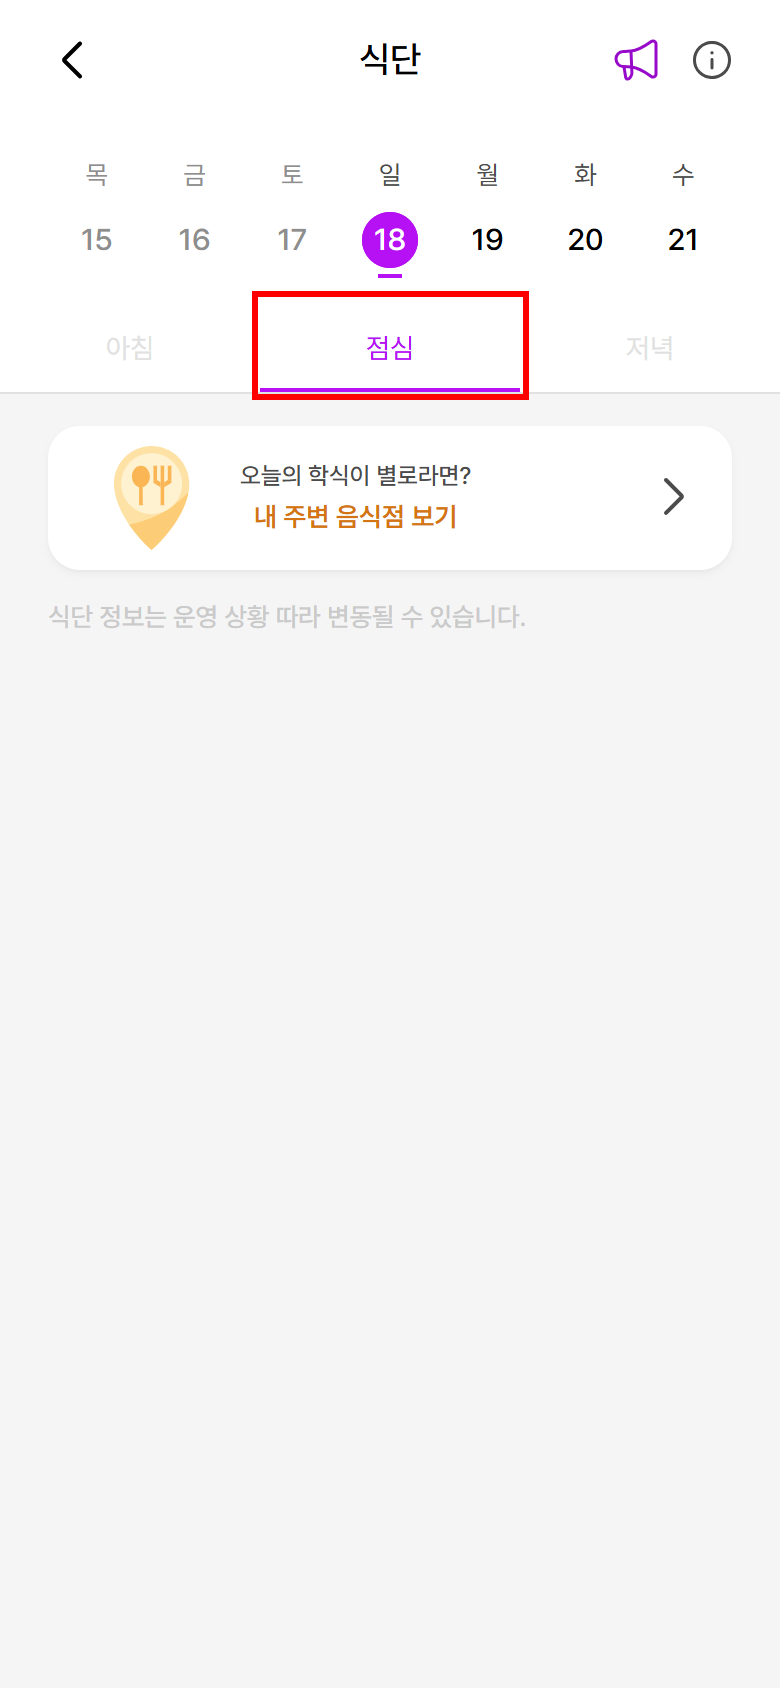 식단
목 금 토 일 월 화 수
15 16 17 18 19 20 21
아침 점심 저녁
오늘의 학식이 별로라면?
내 주변 음식점 보기
식단 정보는 운영 상황 따라 변동될 수 있습니다.